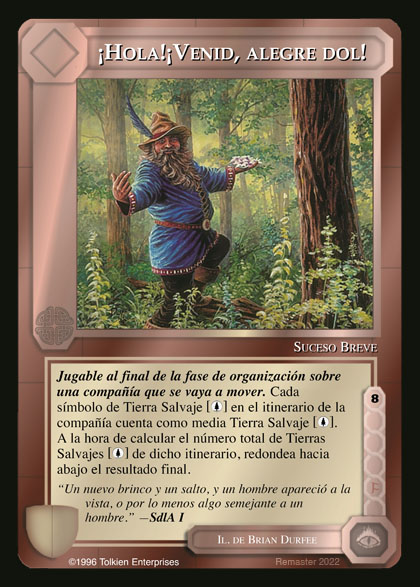 ¡Hola!¡Venid, alegre dol!
Suceso Breve
Jugable al final de la fase de organización sobre
una compañía que se vaya a mover. Cada
símbolo de Tierra Salvaje [ ] en el itinerario de la
compañía cuenta como media Tierra Salvaje [ ].
A la hora de calcular el número total de Tierras
Salvajes [ ] de dicho itinerario, redondea hacia
abajo el resultado final.
“Un nuevo brinco y un salto, y un hombre apareció a la
vista, o por lo menos algo semejante a un
hombre.” —SdlA I
8
Il. de Brian Durfee
©1996 Tolkien Enterprises
Remaster 2022